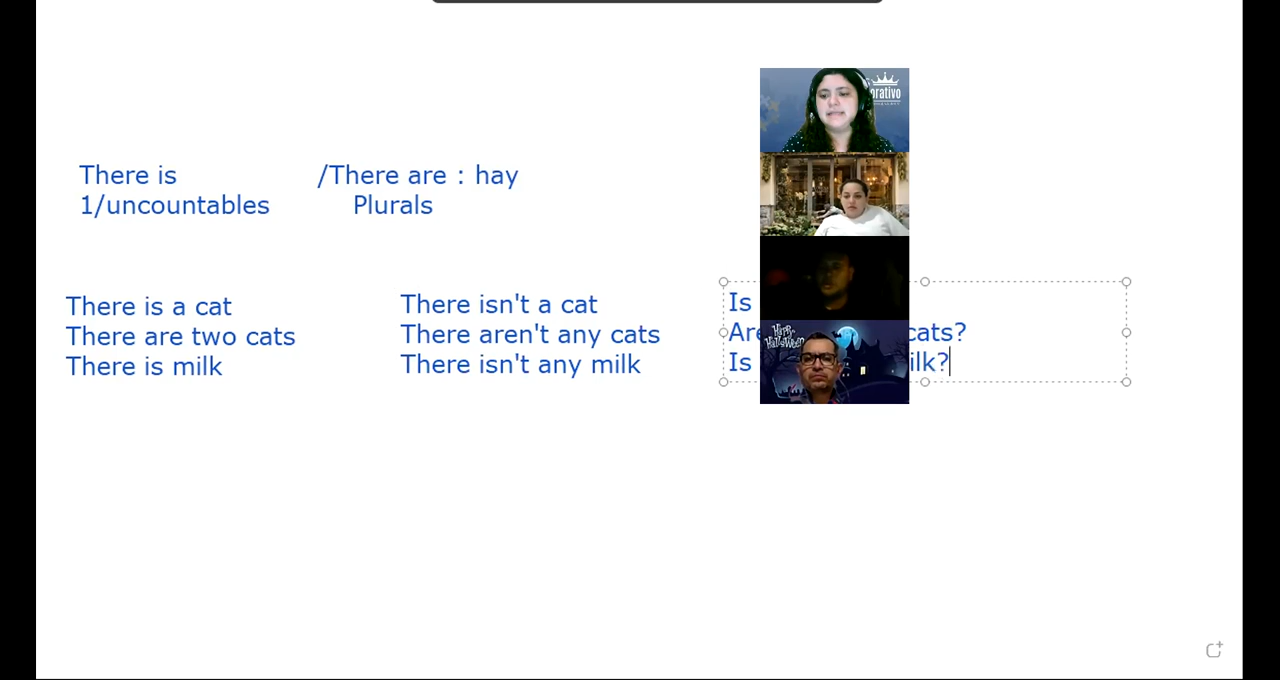 orativo
There is /There are : hay
1/uncountables Plurals
There is a cat
There are two cats
There is milk
There isn't a cat
There aren't any cats
There isn't any milk
Is
Are cats?
Is ilk?
Happy
Halloween